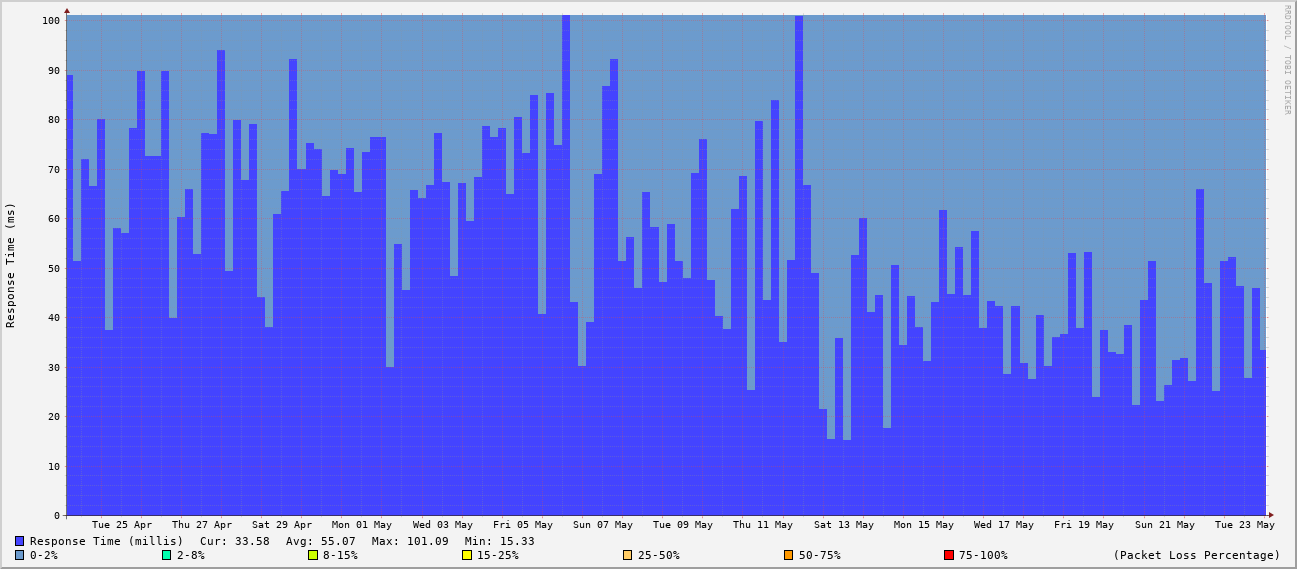 RRDTOOL / TOBI OETIKER
Response Time (ms)
100
90
80
70
60
50
40
30
20
10
0
Tue 25 Apr Thu 27 Apr Sat 29 Apr Mon 01 May Wed 03 May Fri 05 May Sun 07 May Tue 09 May Thu 11 May Sat 13 May Mon 15 May Wed 17 May Fri 19 May Sun 21 May Tue 23 May
Response Time (millis) Cur: 33.58 Avg: 55.07 Max: 101.09 Min: 15.33
0-2% 2-8% 8-15% 15-25% 25-50% 50-75% 75-100% (Packet Loss Percentage)